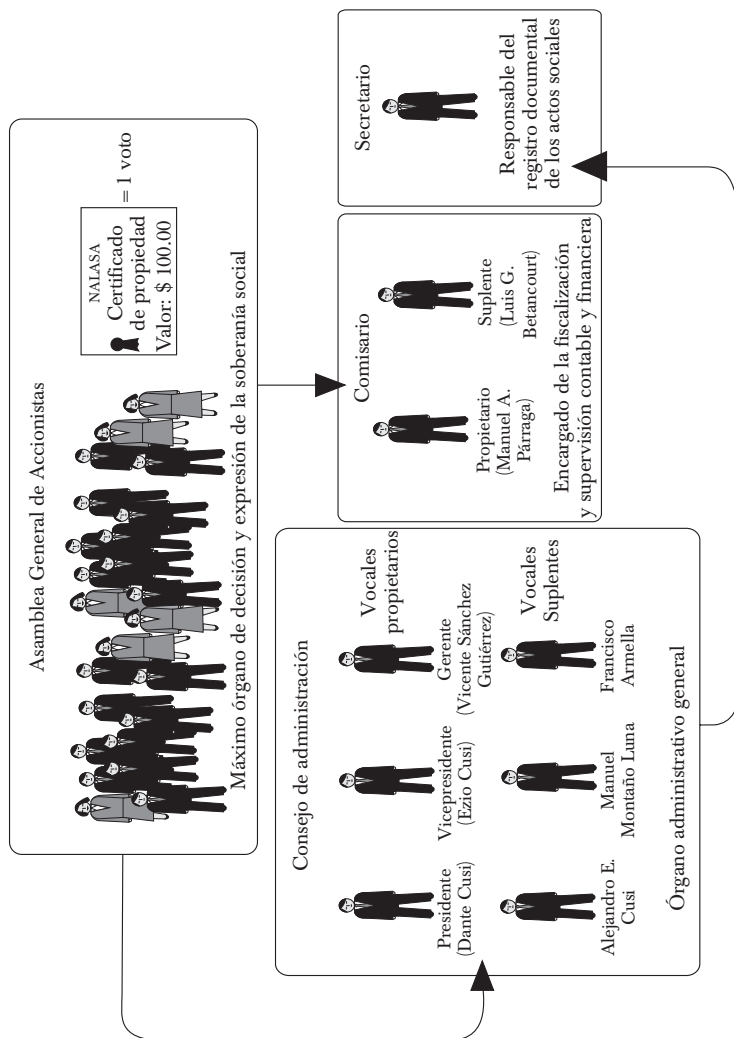 Asamblea General de Accionistas
NALASA
Certificado
de propiedad
Valor: $ 100.00
= 1 voto
Máximo órgano de decisión y expresión de la soberanía social
Consejo de administración
Presidente
(Dante Cusi)
Vicepresidente
(Ezio Cusi)
Gerente
(Vicente Sánchez
Gutiérrez)
Vocales
propietarios
Alejandro E.
Cusi
Manuel
Montaño Luna
Francisco
Armella
Vocales
Suplentes
Órgano administrativo general
Comisario
Propietario
(Manuel A.
Párraga)
Suplente
(Luis G.
Betancourt)
Encargado de la fiscalización
y supervisión contable y financiera
Secretario
Responsable del
registro documental
de los actos sociales